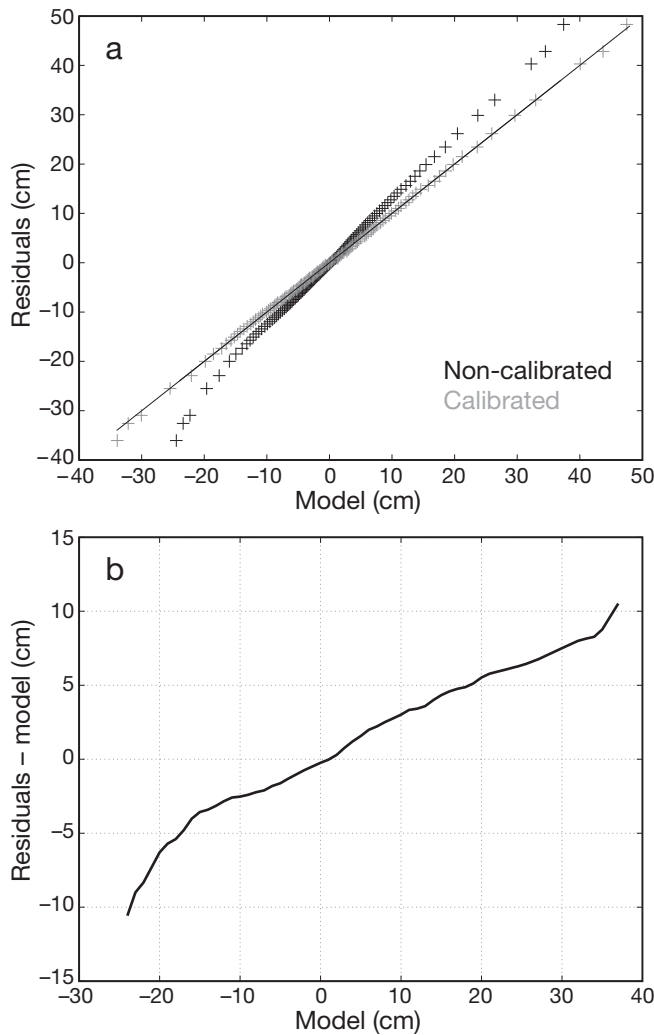 50
40
30
20
10
0
−10
−20
−30
−40
a
Residuals (cm)
Non-calibrated
Calibrated
−40 −30 −20 −10 0 10 20 30 40 50
Model (cm)
15
10
5
0
−5
−10
−15
b
Residuals − model (cm)
−30 −20 −10 0 10 20 30 40
Model (cm)